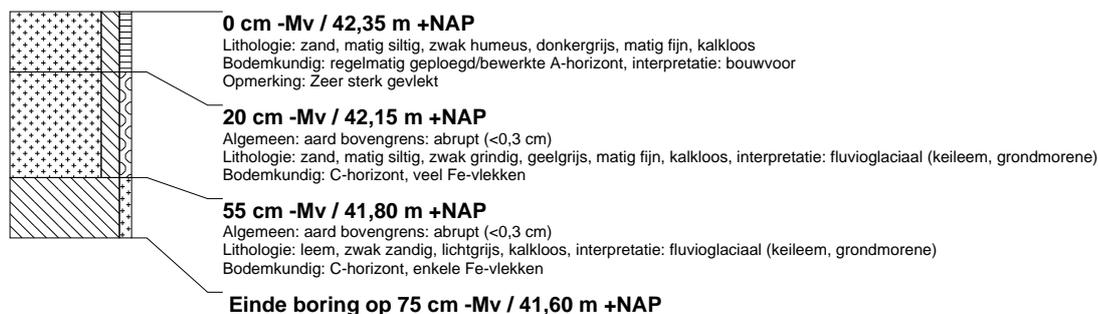 0 cm -Mv / 42,35 m +NAP
Lithologie: zand, matig siltig, zwak humeus, donkergrijs, matig fijn, kalkloos
Bodemkundig: regelmatig geploegd/bewerkte A-horizont, interpretatie: bouwvoor
Opmerking: Zeer sterk gevlekt
20 cm -Mv / 42,15 m +NAP
Algemeen: aard bovengrens: abrupt (<0,3 cm)
Lithologie: zand, matig siltig, zwak grindig, geelgrijs, matig fijn, kalkloos, interpretatie: fluvioglaciaal (keileem, grondmorene)
Bodemkundig: C-horizont, veel Fe-vlekken
55 cm -Mv / 41,80 m +NAP
Algemeen: aard bovengrens: abrupt (<0,3 cm)
Lithologie: leem, zwak zandig, lichtgrijs, kalkloos, interpretatie: fluvioglaciaal (keileem, grondmorene)
Bodemkundig: C-horizont, enkele Fe-vlekken
Einde boring op 75 cm -Mv / 41,60 m +NAP